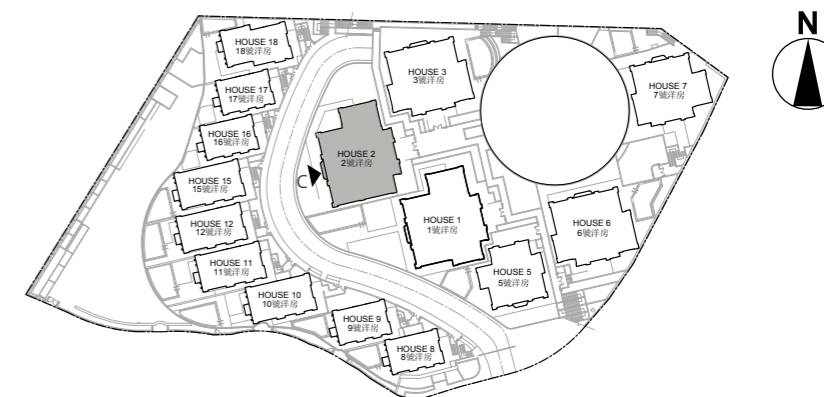 N
HOUSE 18
18號洋房
HOUSE 17
17號洋房
HOUSE 16
16號洋房
HOUSE 15
15號洋房
HOUSE 12
12號洋房
HOUSE 11
11號洋房
HOUSE 10
10號洋房
HOUSE 9
9號洋房
HOUSE 8
8號洋房
HOUSE 3
3號洋房
HOUSE 2
2號洋房
C
HOUSE 1
1號洋房
HOUSE 5
5號洋房
HOUSE 6
6號洋房
HOUSE 7
7號洋房